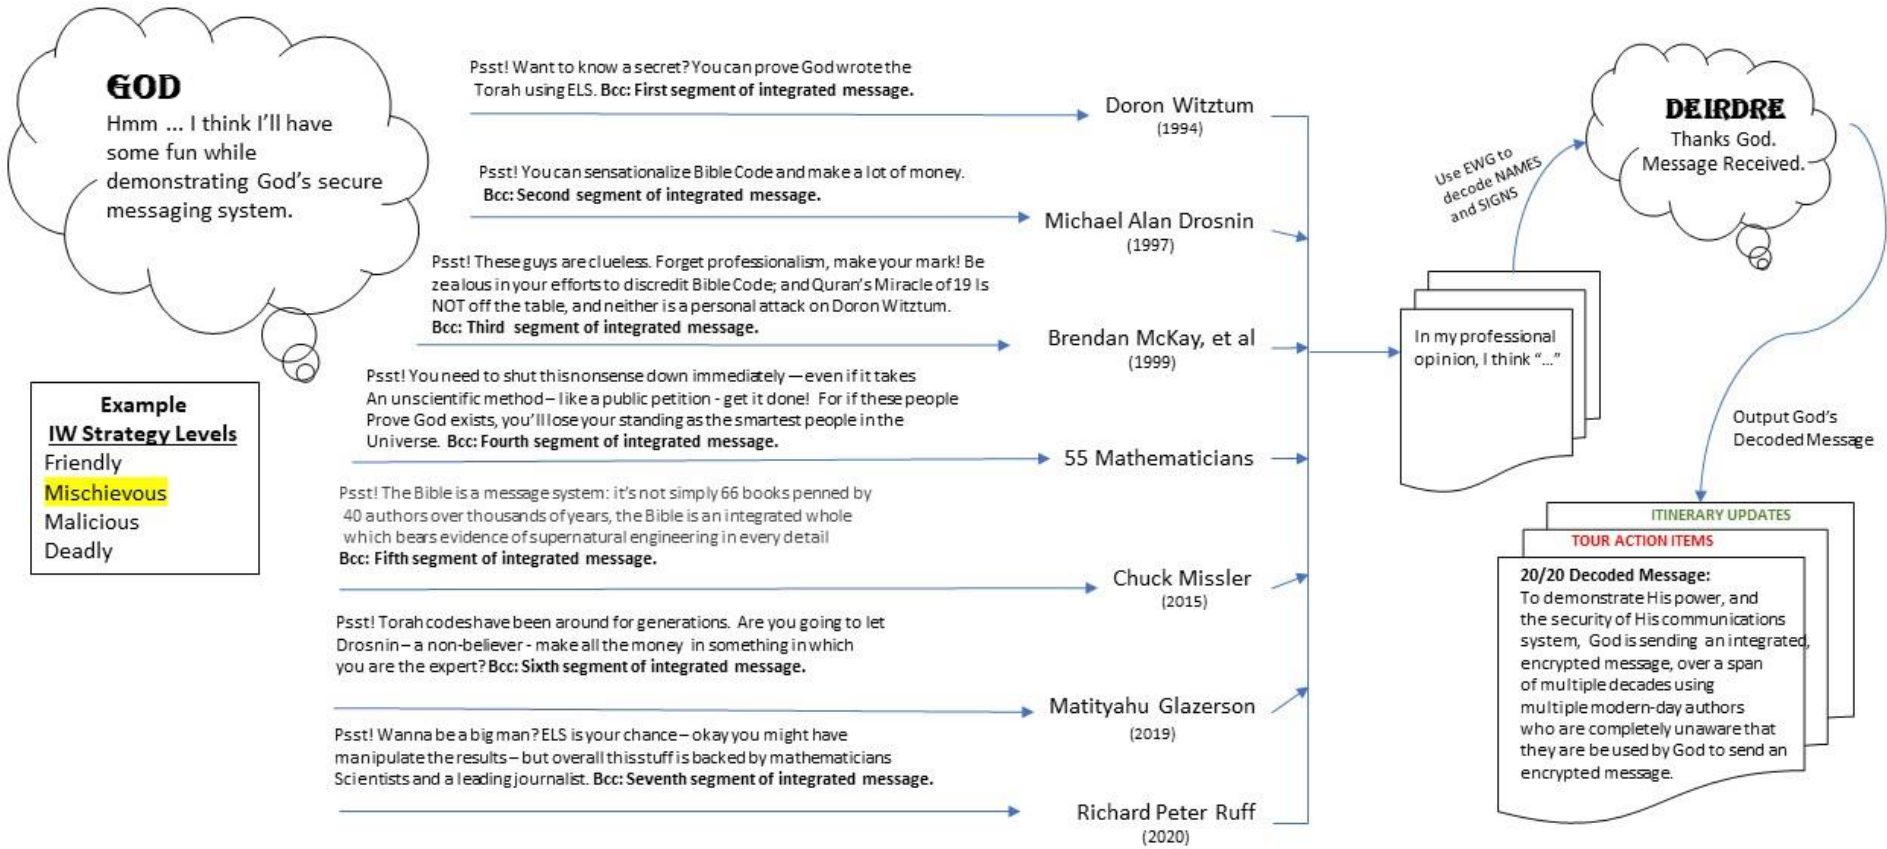 GOD
Hmm ... I think I'll have
some fun while
demonstrating God's secure
messaging system.
Example
IW Strategy Levels
Friendly
Mischievous
Malicious
Deadly
Psst! Want to know a secret? You can prove God wrote the
Torah using ELS. Bcc: First segment of integrated message.
Doron Witztum
(1994)
Psst! You can sensationalize Bible Code and make a lot of money.
Bcc: Second segment of integrated message.
Michael Alan Drosnin
(1997)
Psst! These guys are clueless. Forget professionalism, make your mark! Be
zealous in your efforts to discredit Bible Code; and Quran's Miracle of 19 Is
NOT off the table, and neither is a personal attack on Doron Witztum.
Bcc: Third segment of integrated message.
Brendan McKay, et al
(1999)
Psst! You need to shut this nonsense down immediately — even if it takes
An unscientific method – like a public petition - get it done! For if these people
Prove God exists, you'll lose your standing as the smartest people in the
Universe. Bcc: Fourth segment of integrated message.
55 Mathematicians
Psst! The Bible is a message system: it's not simply 66 books penned by
40 authors over thousands of years, the Bible is an integrated whole
which bears evidence of supernatural engineering in every detail
Bcc: Fifth segment of integrated message.
Chuck Missler
(2015)
Psst! Torah codes have been around for generations. Are you going to let
Drosnin – a non-believer - make all the money in something in which
you are the expert? Bcc: Sixth segment of integrated message.
Matityahu Glazerson
(2019)
Psst! Wanna be a big man? ELS is your chance – okay you might have
manipulate the results – but overall this stuff is backed by mathematicians
Scientists and a leading journalist. Bcc: Seventh segment of integrated message.
Richard Peter Ruff
(2020)
In my professional
opinion, I think "..."
Use EWG to
decode NAMES
and SIGNS
DEIRDRE
Thanks God.
Message Received.
Output God's
Decoded Message
ITINERARY UPDATES
TOUR ACTION ITEMS
20/20 Decoded Message:
To demonstrate His power, and
the security of His communications
system, God is sending an integrated,
encrypted message, over a span
of multiple decades using
multiple modern-day authors
who are completely unaware that
they are be used by God to send an
encrypted message.